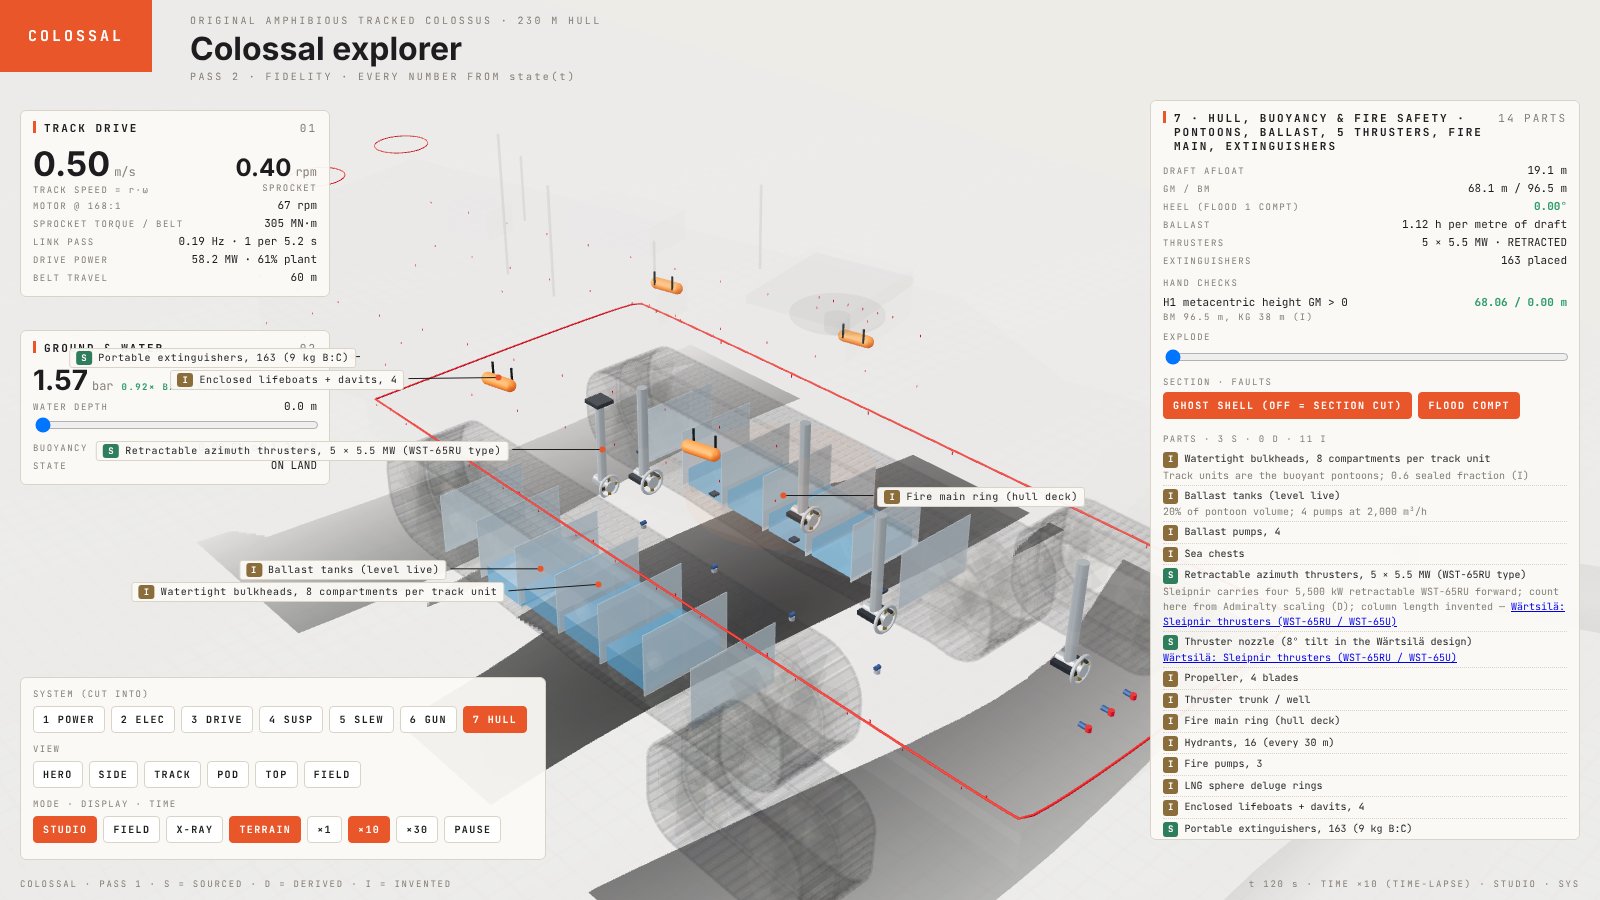 COLOSSAL
ORIGINAL AMPHIBIOUS TRACKED COLOSSUS · 230 M HULL
Colossal explorer
PASS 2 · FIDELITY · EVERY NUMBER FROM state(t)
TRACK DRIVE 01
0.50 m/s 0.40 rpm
TRACK SPEED = r·ω SPROCKET
MOTOR @ 168:1 67 rpm
SPROCKET TORQUE / BELT 305 MN·m
LINK PASS 0.19 Hz · 1 per 5.2 s
DRIVE POWER 58.2 MW · 61% plant
BELT TRAVEL 60 m
GROUND & WATER 02
S Portable extinguishers, 163 (9 kg B:C)
1.57 bar 0.92× B
I Enclosed lifeboats + davits, 4
WATER DEPTH 0.0 m
BUOYANCY
S Retractable azimuth thrusters, 5 × 5.5 MW (WST-65RU type)
STATE ON LAND
I Fire main ring (hull deck)
I Ballast tanks (level live)
I Watertight bulkheads, 8 compartments per track unit
SYSTEM (CUT INTO)
1 POWER 2 ELEC 3 DRIVE 4 SUSP 5 SLEW 6 GUN 7 HULL
VIEW
HERO SIDE TRACK POD TOP FIELD
MODE · DISPLAY · TIME
STUDIO FIELD X-RAY TERRAIN ×1 ×10 ×30 PAUSE
7 · HULL, BUOYANCY & FIRE SAFETY · 14 PARTS
PONTOONS, BALLAST, 5 THRUSTERS, FIRE
MAIN, EXTINGUISHERS
DRAFT AFLOAT 19.1 m
GM / BM 68.1 m / 96.5 m
HEEL (FLOOD 1 COMPT) 0.00°
BALLAST 1.12 h per metre of draft
THRUSTERS 5 × 5.5 MW · RETRACTED
EXTINGUISHERS 163 placed
HAND CHECKS
H1 metacentric height GM > 0 68.06 / 0.00 m
BM 96.5 m, KG 38 m (I)
EXPLODE
SECTION · FAULTS
GHOST SHELL (OFF = SECTION CUT) FLOOD COMPT
PARTS · 3 S · 0 D · 11 I
I Watertight bulkheads, 8 compartments per track unit
Track units are the buoyant pontoons; 0.6 sealed fraction (I)
I Ballast tanks (level live)
20% of pontoon volume; 4 pumps at 2,000 m³/h
I Ballast pumps, 4
I Sea chests
S Retractable azimuth thrusters, 5 × 5.5 MW (WST-65RU type)
Sleipnir carries four 5,500 kW retractable WST-65RU forward; count
here from Admiralty scaling (D); column length invented — Wärtsilä:
Sleipnir thrusters (WST-65RU / WST-65U)
S Thruster nozzle (8° tilt in the Wärtsilä design)
Wärtsilä: Sleipnir thrusters (WST-65RU / WST-65U)
I Propeller, 4 blades
I Thruster trunk / well
I Fire main ring (hull deck)
I Hydrants, 16 (every 30 m)
I Fire pumps, 3
I LNG sphere deluge rings
I Enclosed lifeboats + davits, 4
S Portable extinguishers, 163 (9 kg B:C)
COLOSSAL · PASS 1 · S = SOURCED · D = DERIVED · I = INVENTED
t 120 s · TIME ×10 (TIME-LAPSE) · STUDIO · SYS